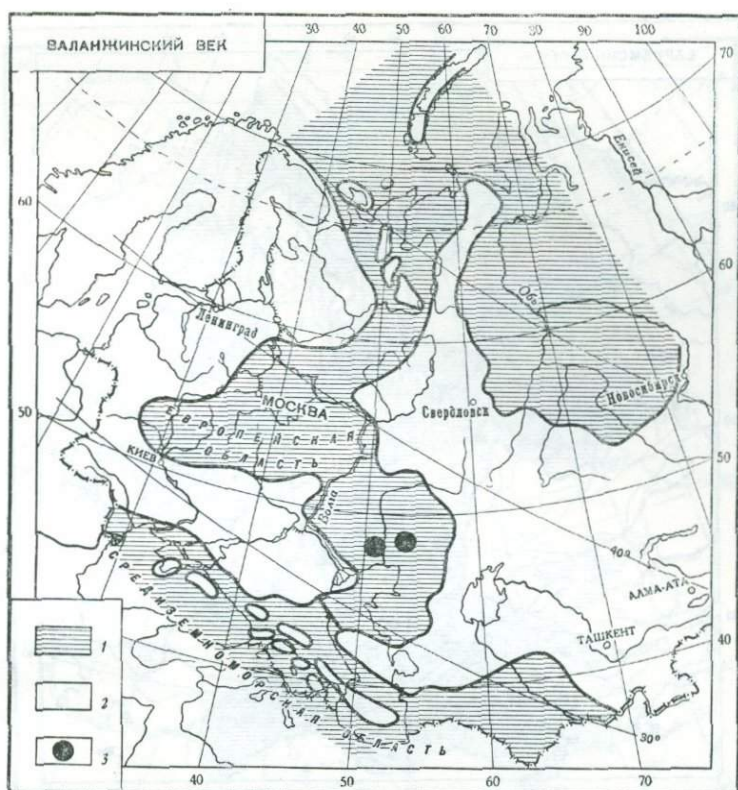 ВАЛАНЖИНСКИЙ ВЕК
30 40 50 60 70 80 90 100
70
60
50
40
60
50
Енисей
Обь
Ленинград
МОСКВА
Свердловск
Новосибирск
ЕВРОПЕЙСКАЯ
ОБЛАСТЬ
КИЕВ
Волга
40°
АЛМА-АТА
ТАШКЕНТ
СРЕДИЗЕМНОМОРСКАЯ ОБЛАСТЬ
30°
1
2
3
40 50 60 70